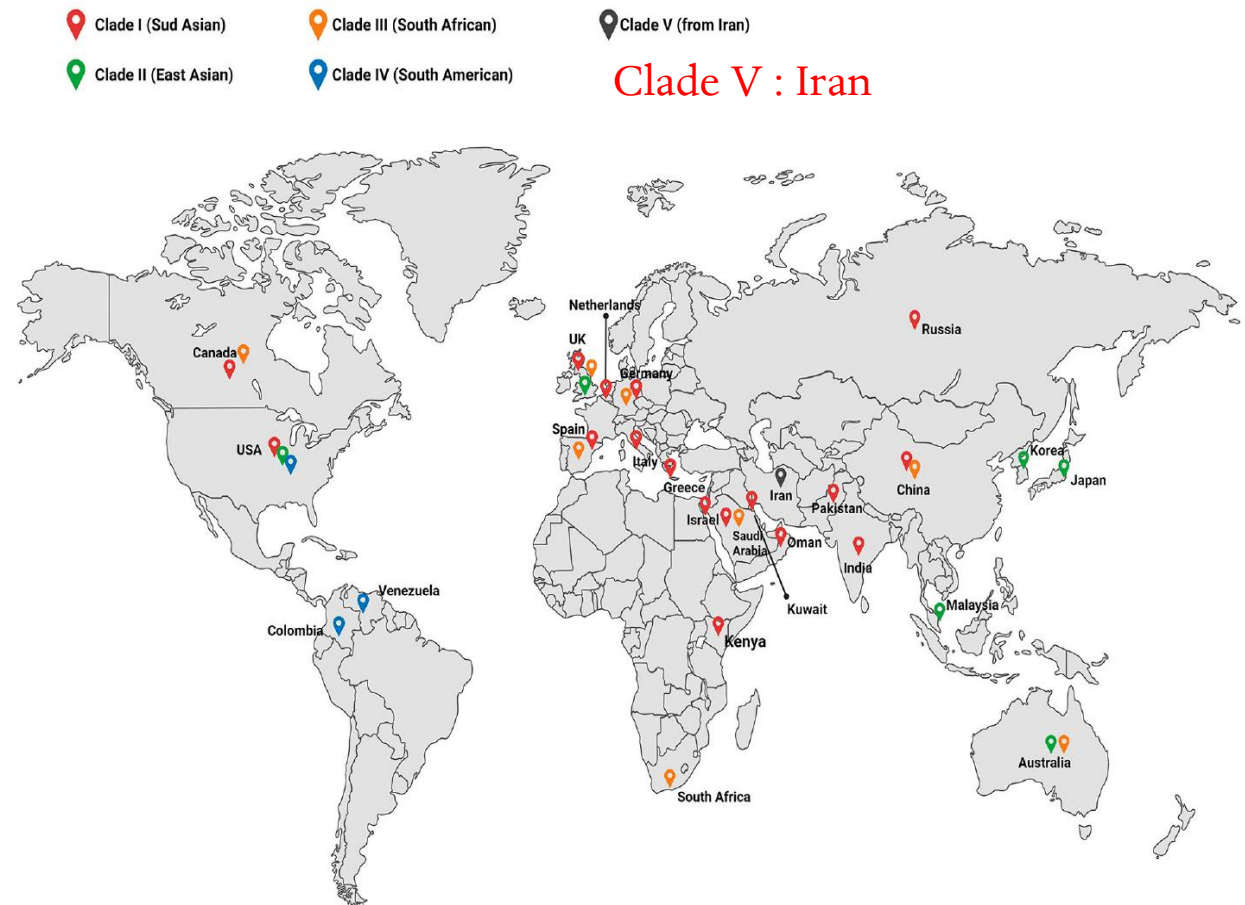 Clade I (Sud Asian)
Clade III (South African)
Clade V (from Iran)
Clade II (East Asian)
Clade IV (South American)
Clade V : Iran
Netherlands
Russia
UK
Canada
Germany
Spain
USA
Italy
Korea
Greece
Iran
China
Japan
Pakistan
Israel
Saudi
Arabia
Oman
India
Venezuela
Kuwait
Malaysia
Colombia
Kenya
Australia
South Africa